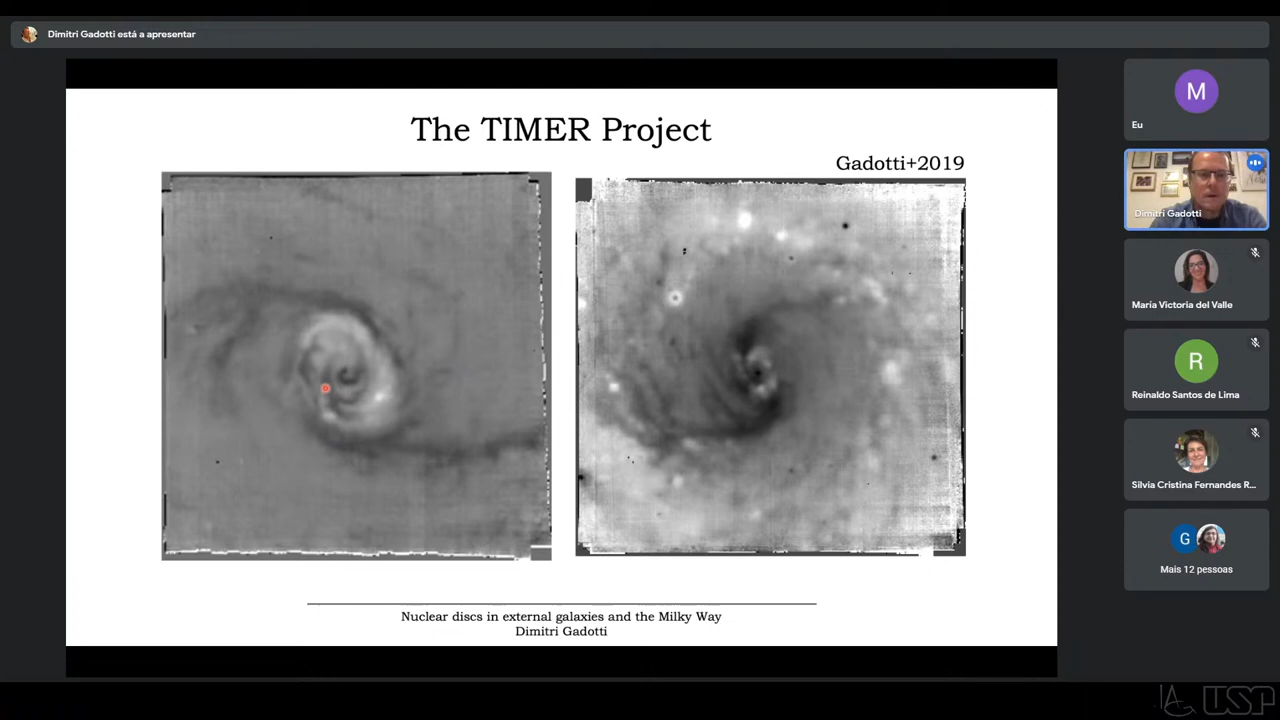 Dimitri Gadotti está a apresentar
The TIMER Project
Gadotti+2019
Nuclear discs in external galaxies and the Milky Way
Dimitri Gadotti
M
Eu
Dimitri Gadotti
María Victoria del Valle
R
Reinaldo Santos de Lima
Sílvia Cristina Fernandes R...
G
Mais 12 pessoas
USP